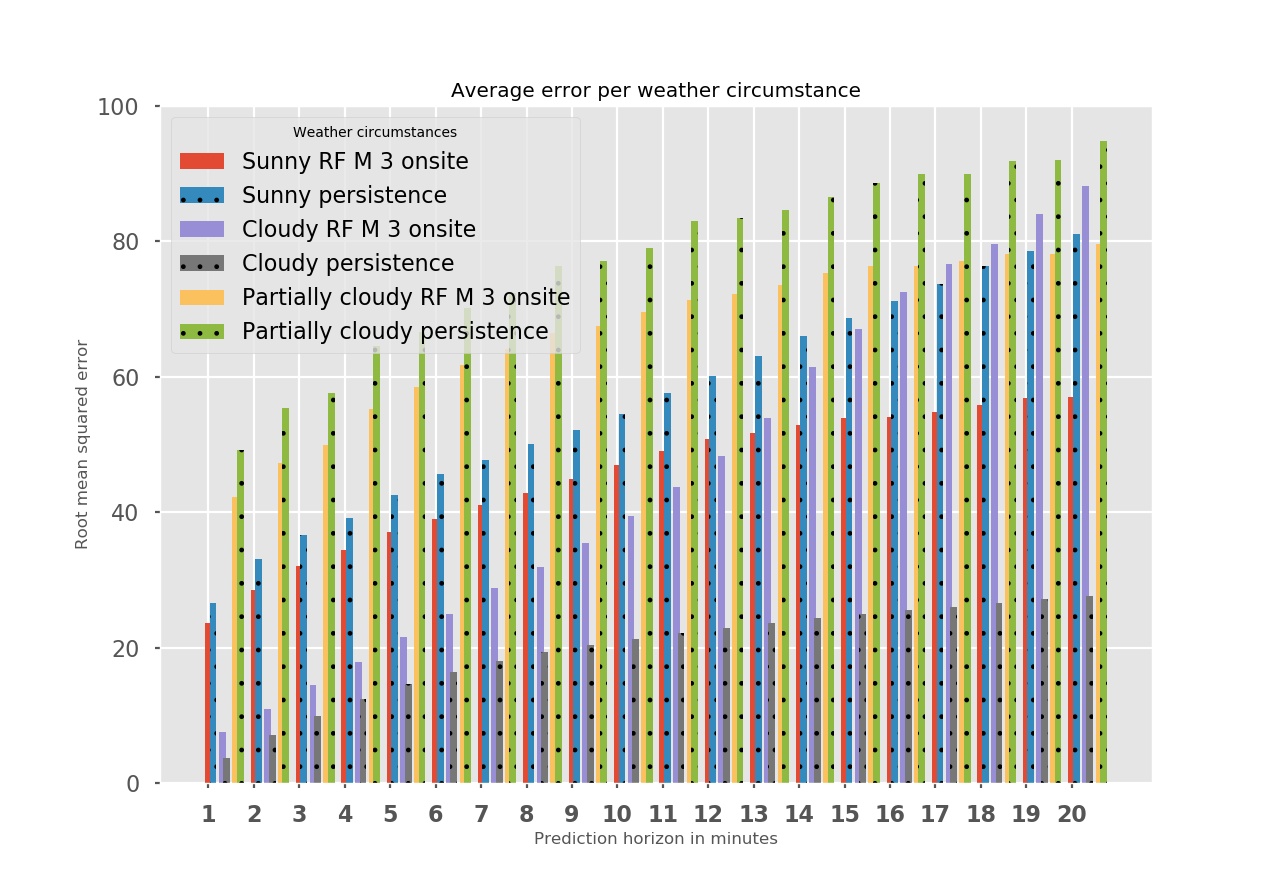 Average error per weather circumstance
100
80
60
40
20
0
Root mean squared error
Weather circumstances
Sunny RF M 3 onsite
Sunny persistence
Cloudy RF M 3 onsite
Cloudy persistence
Partially cloudy RF M 3 onsite
Partially cloudy persistence
1 2 3 4 5 6 7 8 9 10 11 12 13 14 15 16 17 18 19 20
Prediction horizon in minutes